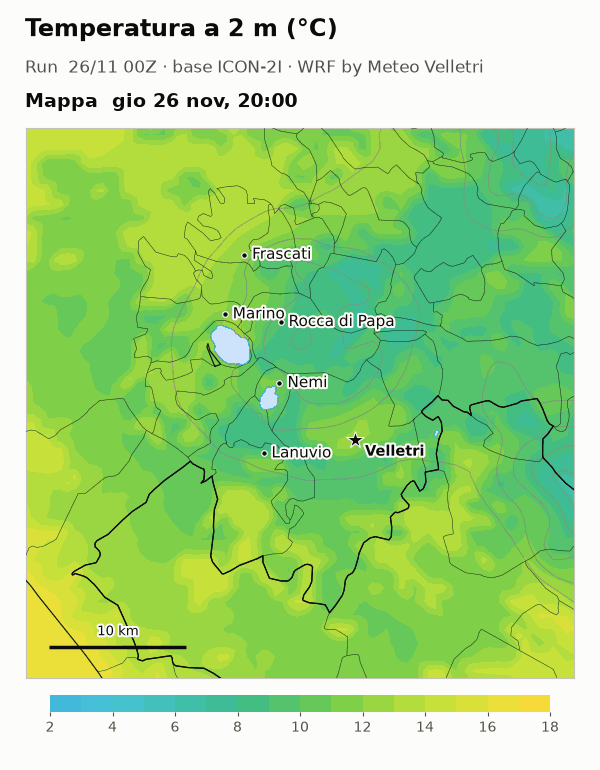 Temperatura a 2 m (°C)
Run  26/11 00Z · base ICON-2I · WRF by Meteo Velletri
Mappa  gio 26 nov, 20:00
Frascati
Marino
Rocca di Papa
Nemi
Velletri
Lanuvio
10 km
2 4 6 8 10 12 14 16 18